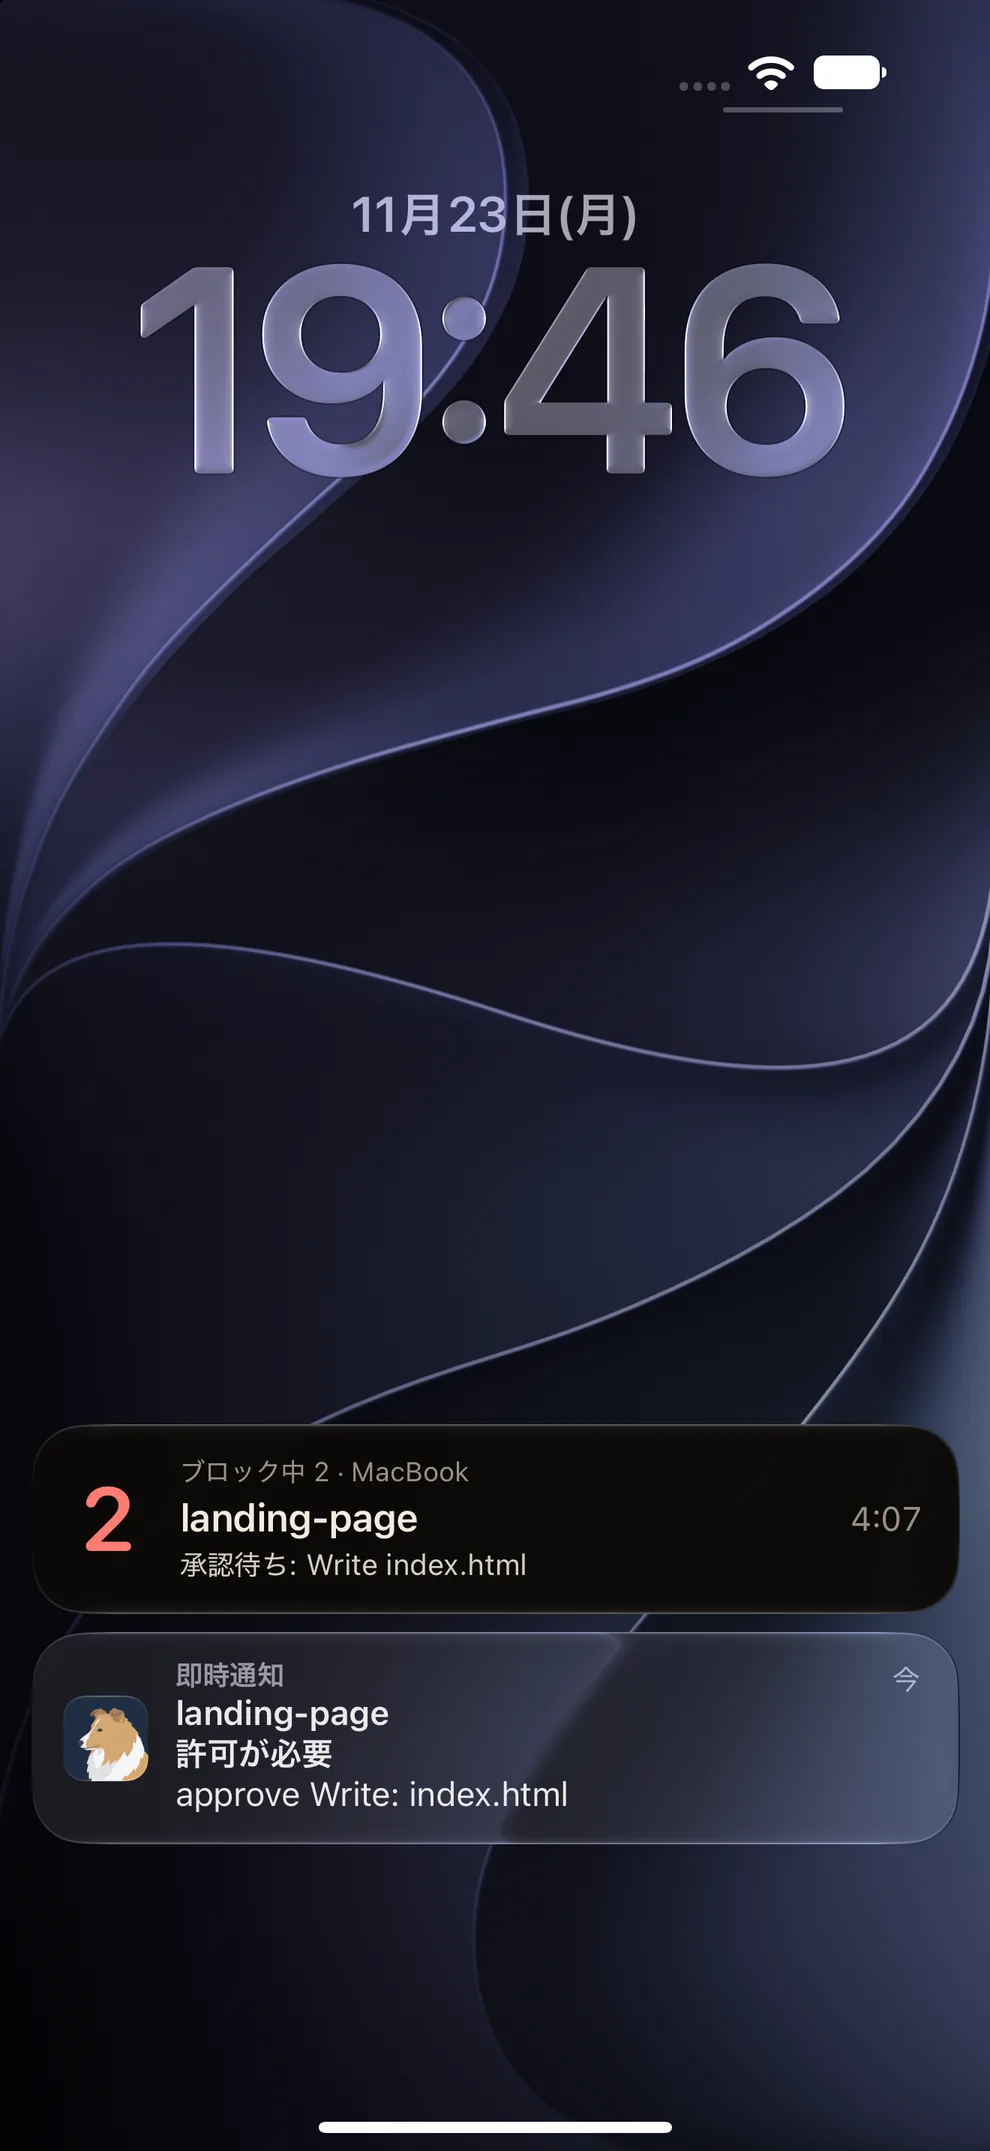 11月23日(月)
19:46
ブロック中 2 · MacBook
2
landing-page
4:07
承認待ち: Write index.html
即時通知
今
landing-page
許可が必要
approve Write: index.html